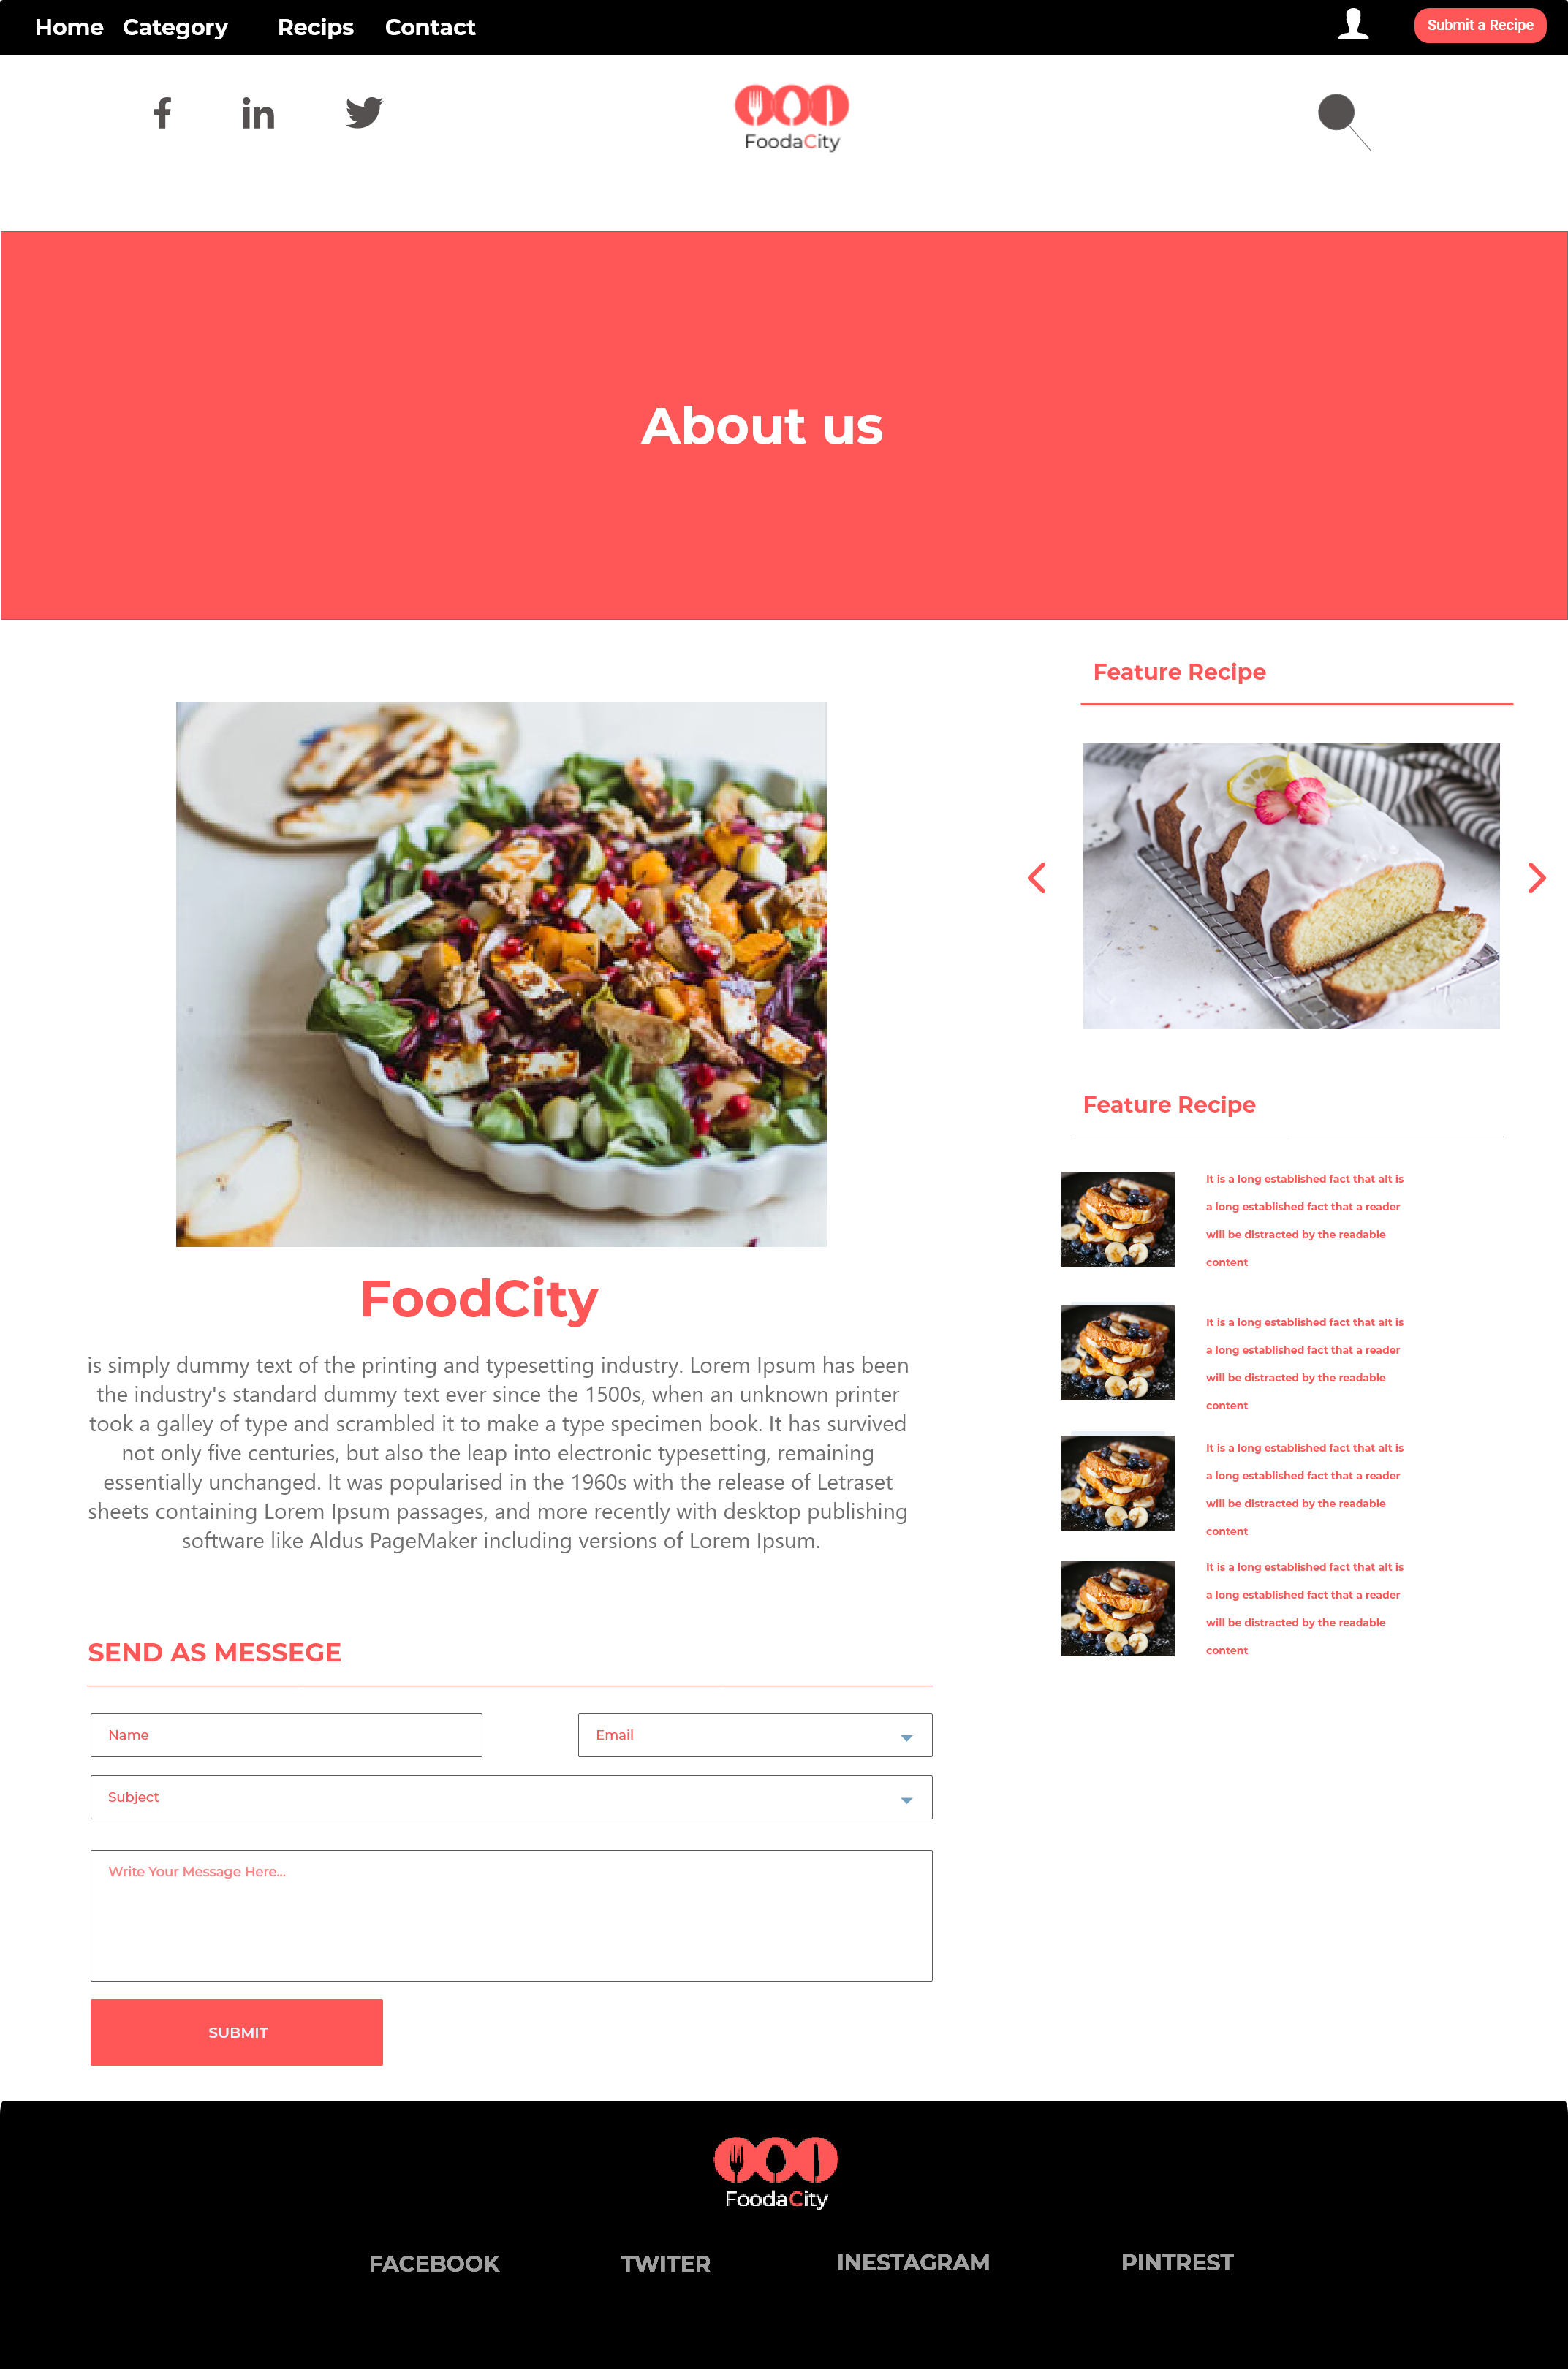 Home Category Recips Contact
Submit a Recipe
FoodaCity
About us
Feature Recipe
FoodCity
is simply dummy text of the printing and typesetting industry. Lorem Ipsum has been
the industry's standard dummy text ever since the 1500s, when an unknown printer
took a galley of type and scrambled it to make a type specimen book. It has survived
not only five centuries, but also the leap into electronic typesetting, remaining
essentially unchanged. It was popularised in the 1960s with the release of Letraset
sheets containing Lorem Ipsum passages, and more recently with desktop publishing
software like Aldus PageMaker including versions of Lorem Ipsum.
Feature Recipe
It is a long established fact that aIt is
a long established fact that a reader
will be distracted by the readable
content
It is a long established fact that aIt is
a long established fact that a reader
will be distracted by the readable
content
It is a long established fact that aIt is
a long established fact that a reader
will be distracted by the readable
content
It is a long established fact that aIt is
a long established fact that a reader
will be distracted by the readable
content
SEND AS MESSEGE
Name
Email
Subject
Write Your Message Here...
SUBMIT
FoodaCity
FACEBOOK TWITER INESTAGRAM PINTREST